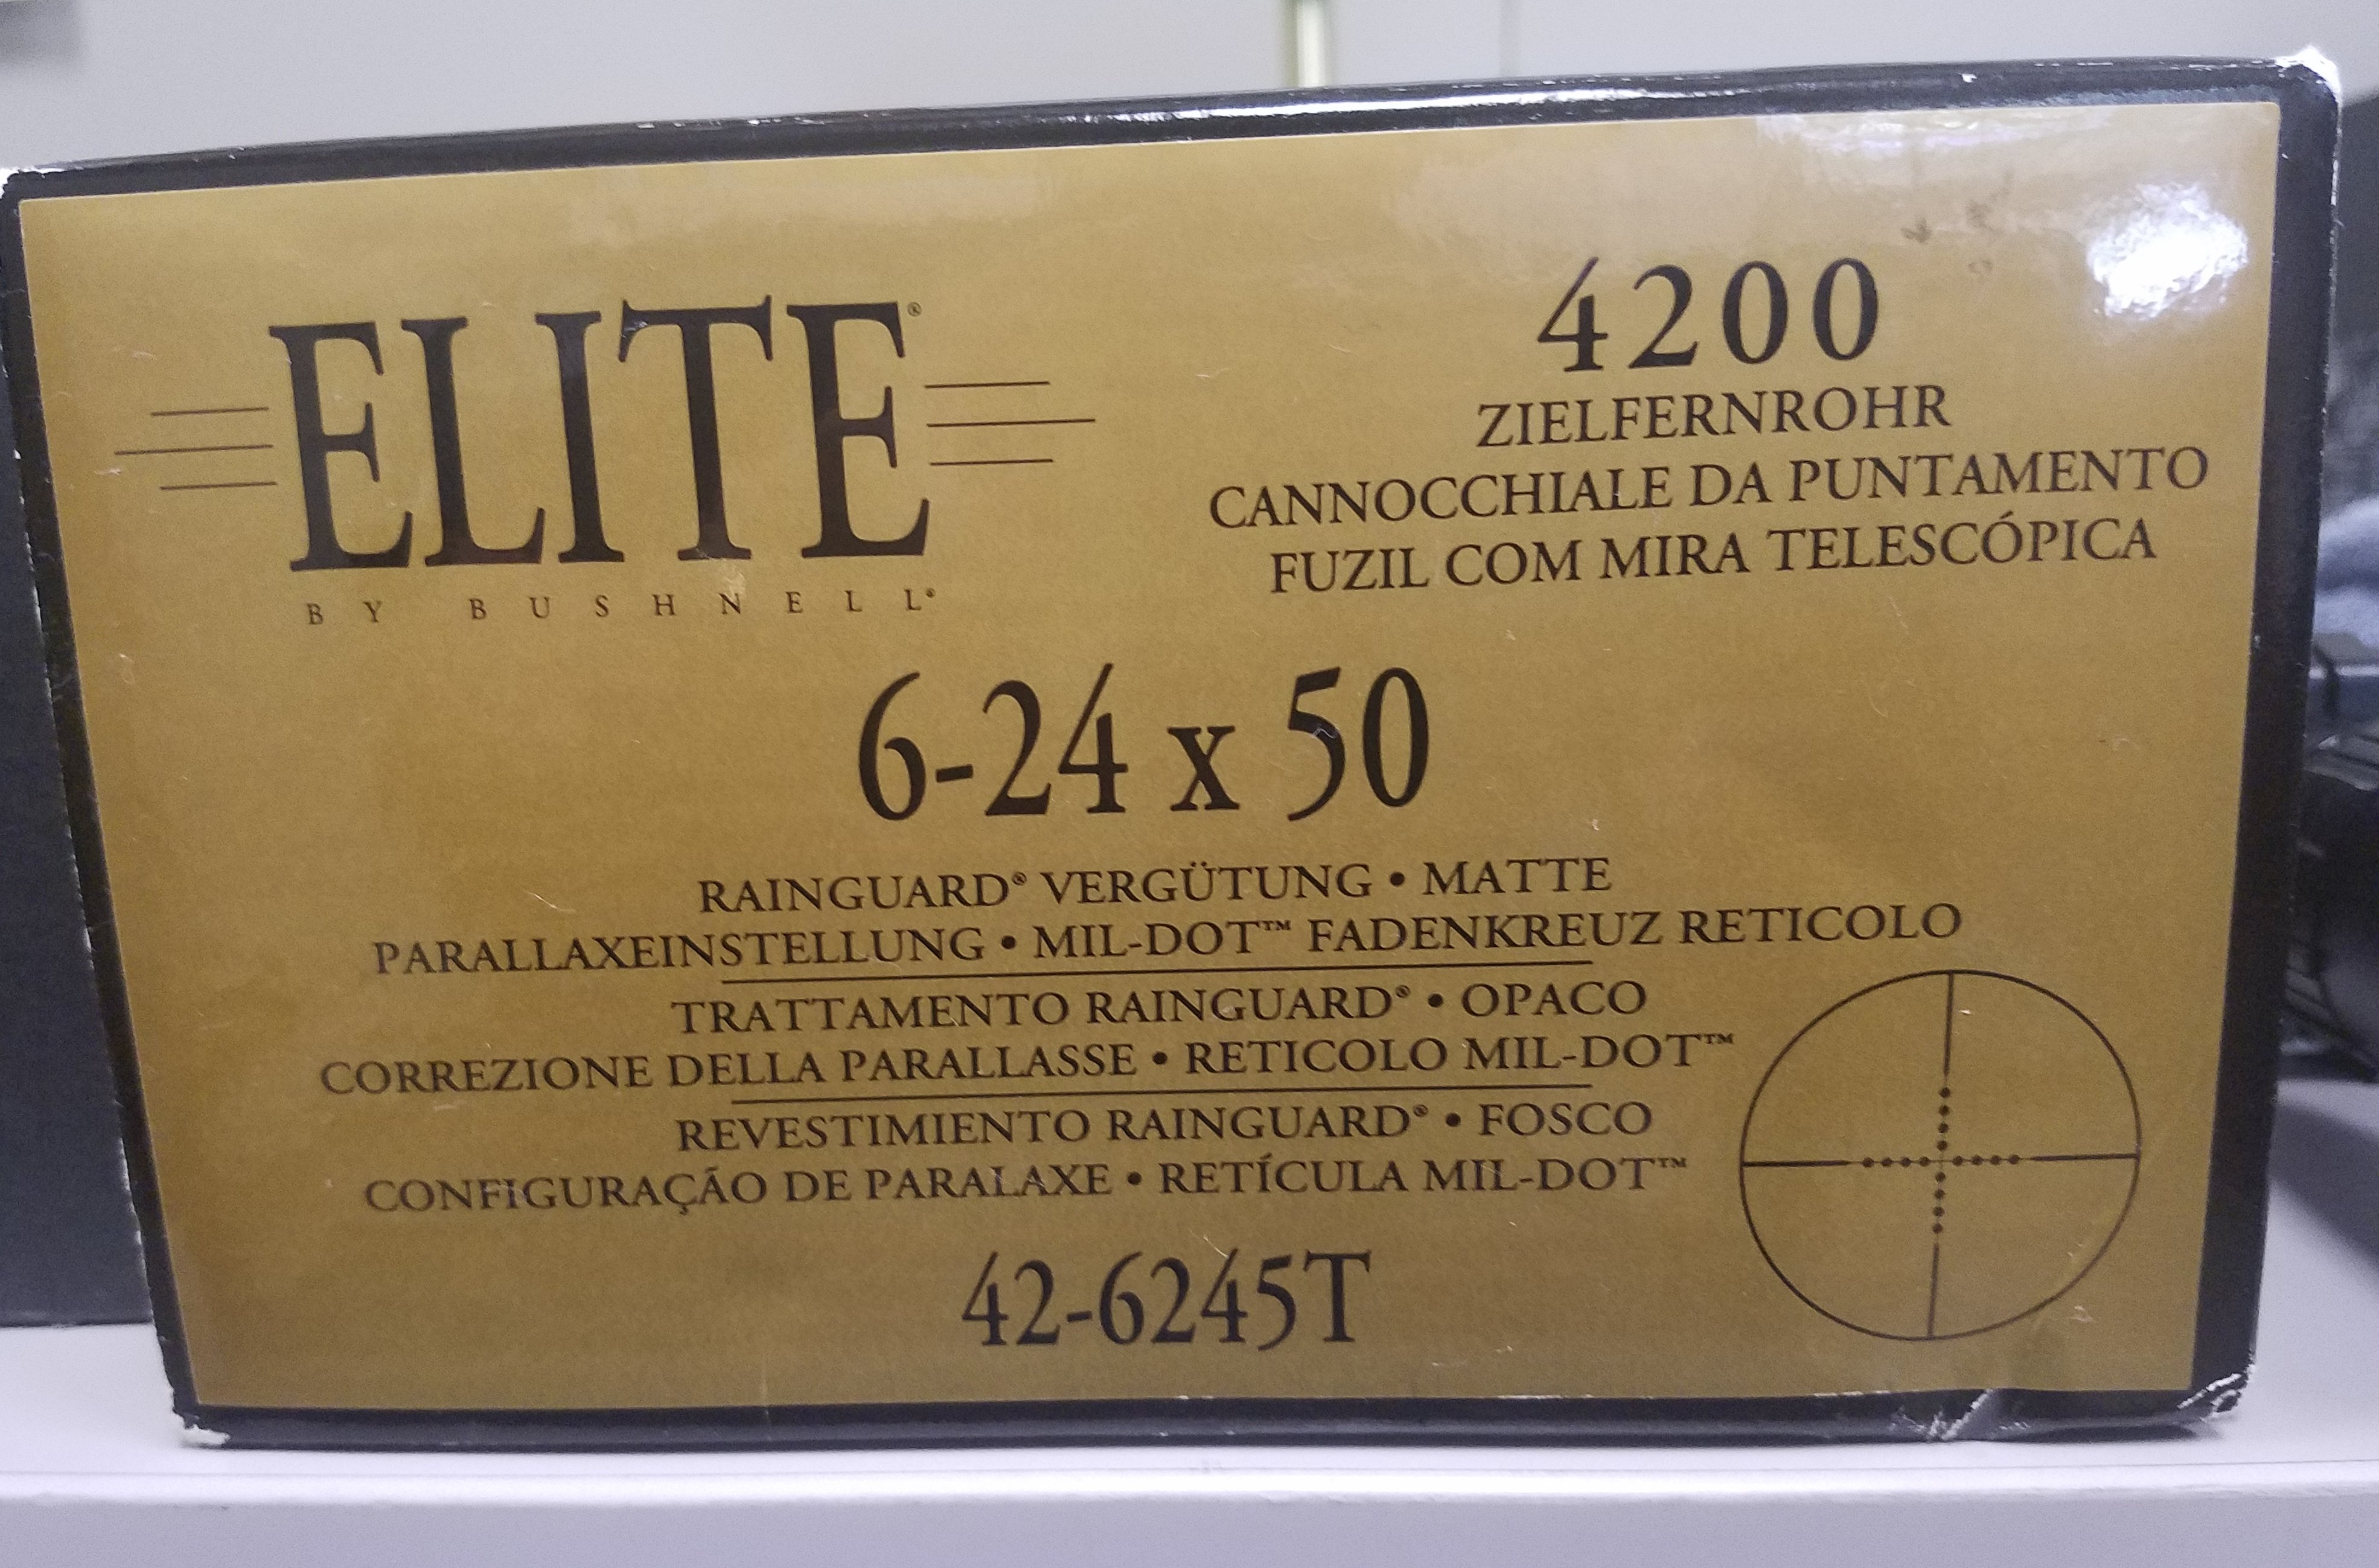 ELITE®
BY BUSHNELL®
4200
ZIELFERNROHR
CANNOCCHIALE DA PUNTAMENTO
FUZIL COM MIRA TELESCÓPICA
6-24 x 50
RAINGUARD® VERGÜTUNG • MATTE
PARALLAXEINSTELLUNG • MIL-DOT™ FADENKREUZ RETICOLO
TRATTAMENTO RAINGUARD® • OPACO
CORREZIONE DELLA PARALLASSE • RETICOLO MIL-DOT™
REVESTIMIENTO RAINGUARD® • FOSCO
CONFIGURAÇÃO DE PARALAXE • RETÍCULA MIL-DOT™
42-6245T